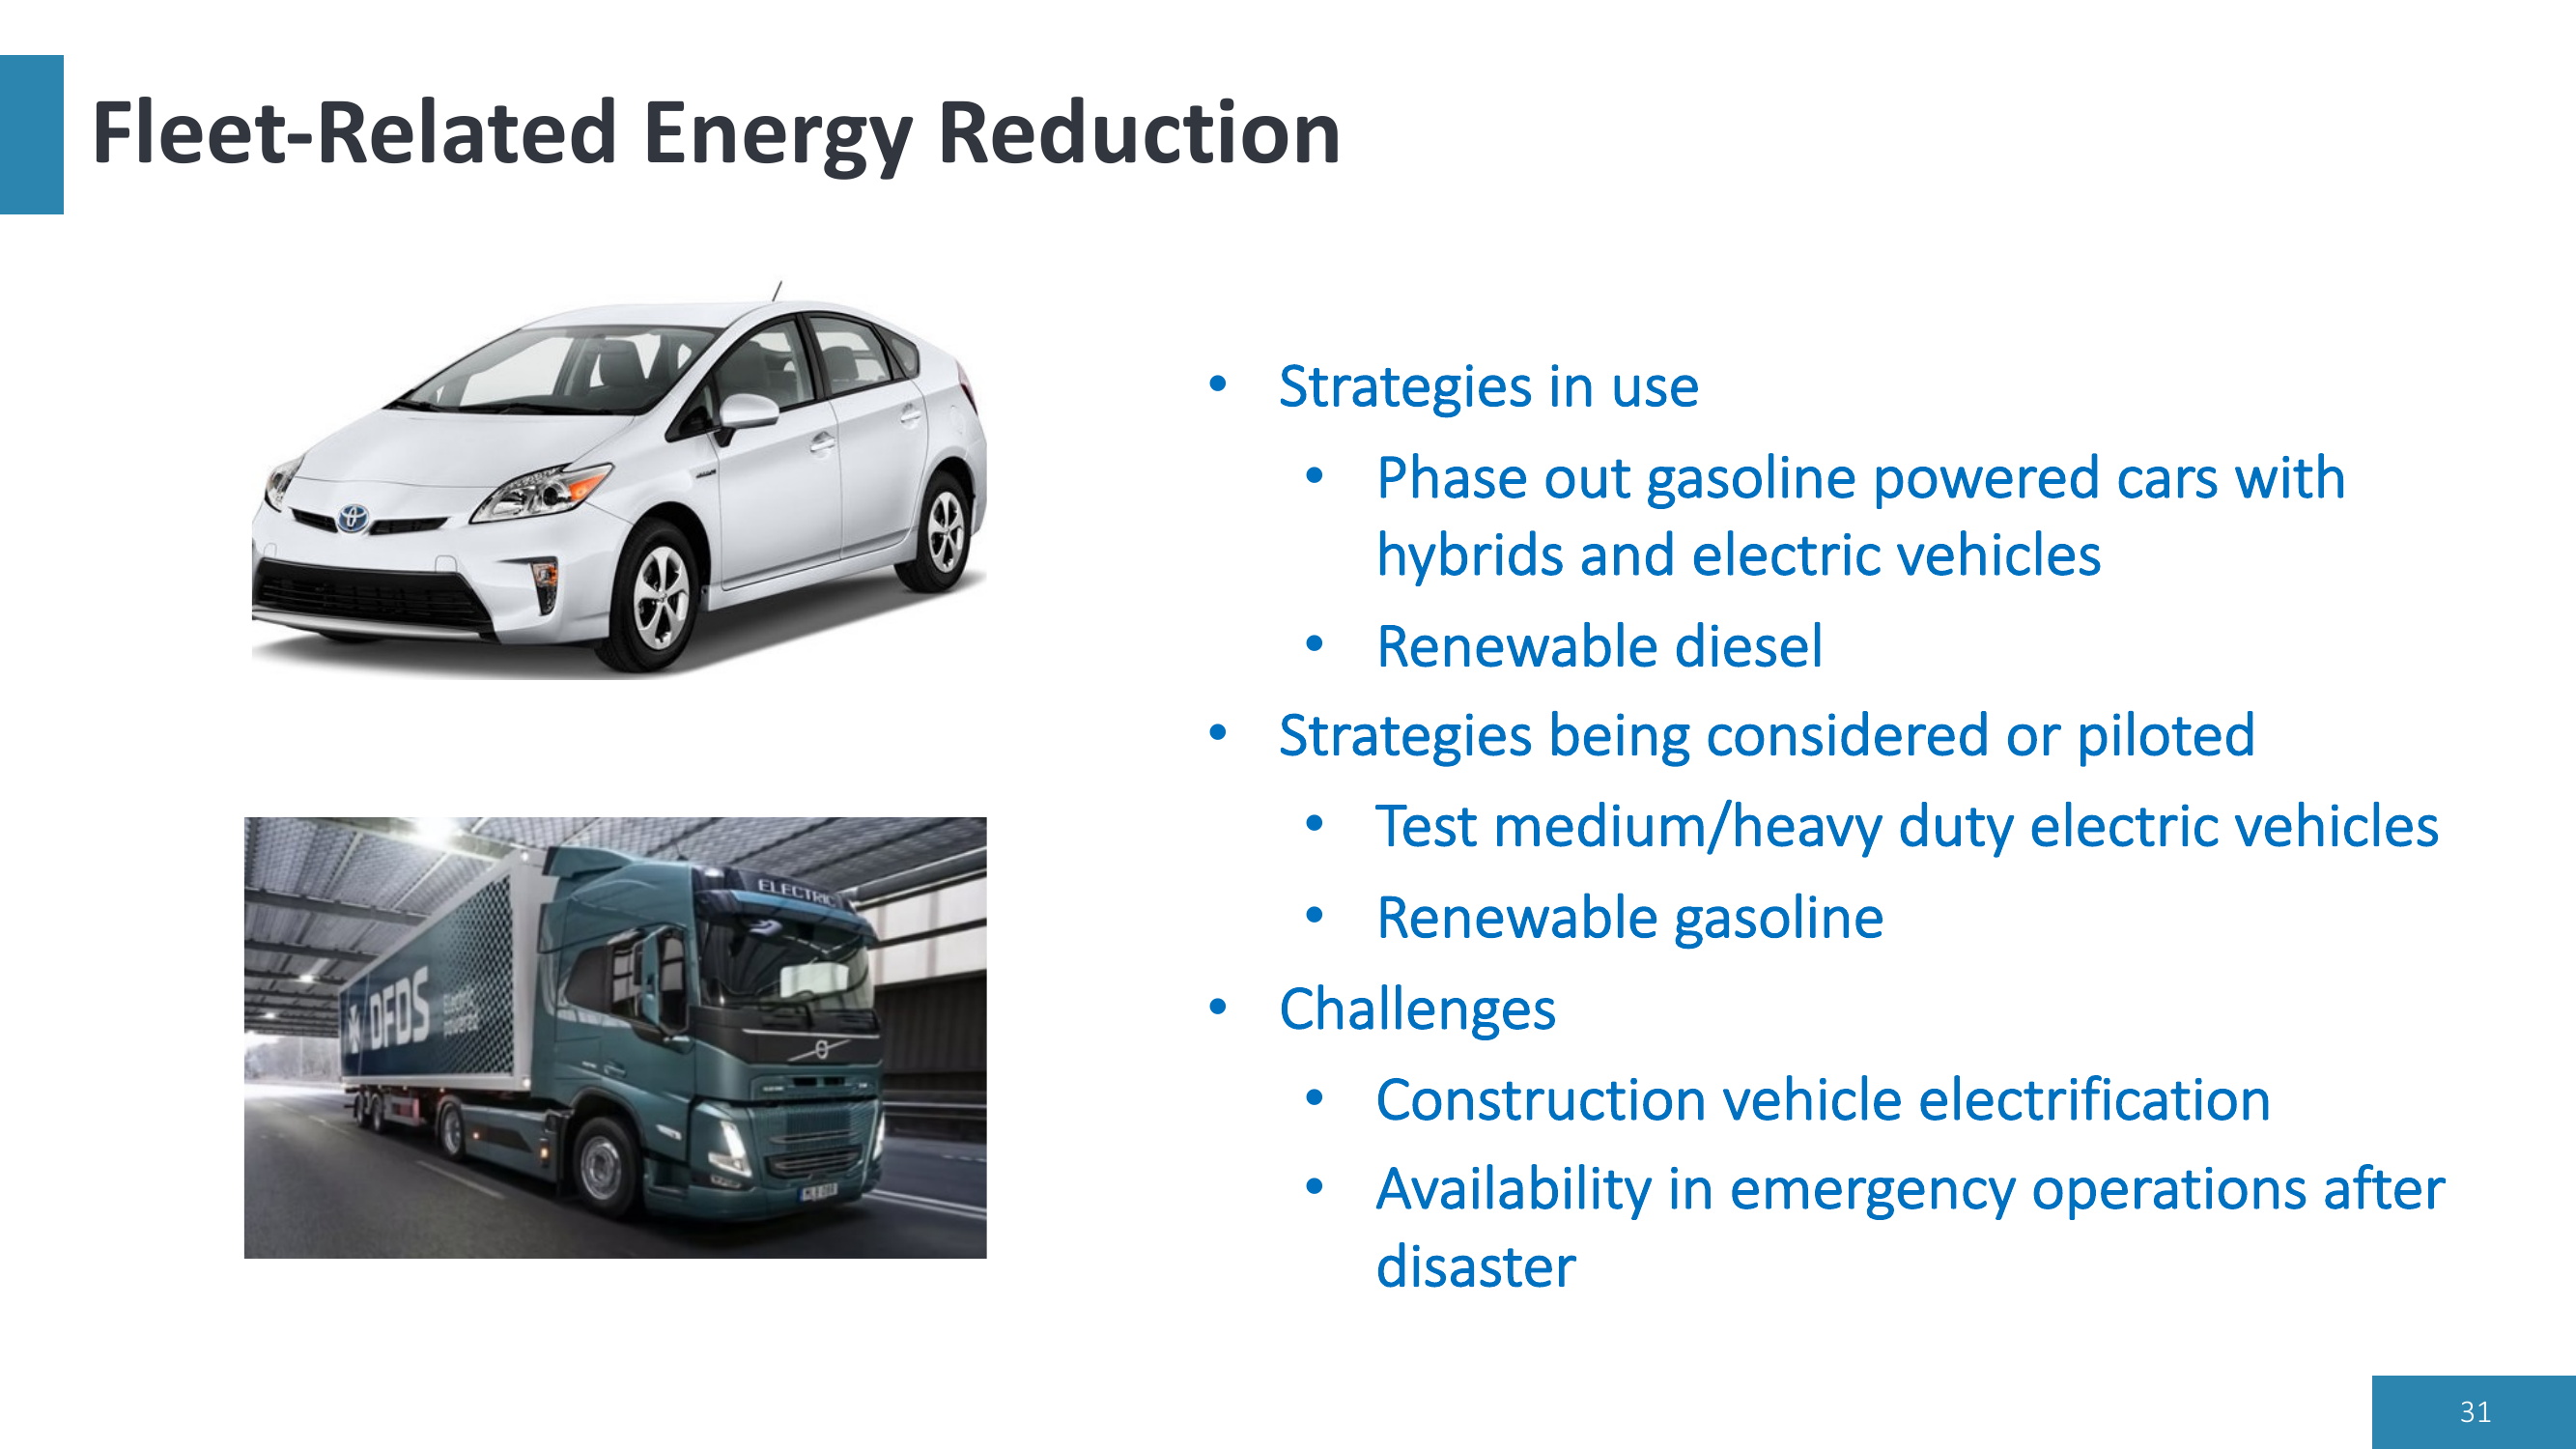 Fleet-Related Energy Reduction
• Strategies in use
• Phase out gasoline powered cars with
hybrids and electric vehicles
• Renewable diesel
• Strategies being considered or piloted
• Test medium/heavy duty electric vehicles
• Renewable gasoline
• Challenges
• Construction vehicle electrification
• Availability in emergency operations after
disaster
ELECTRIC
DFDS
31